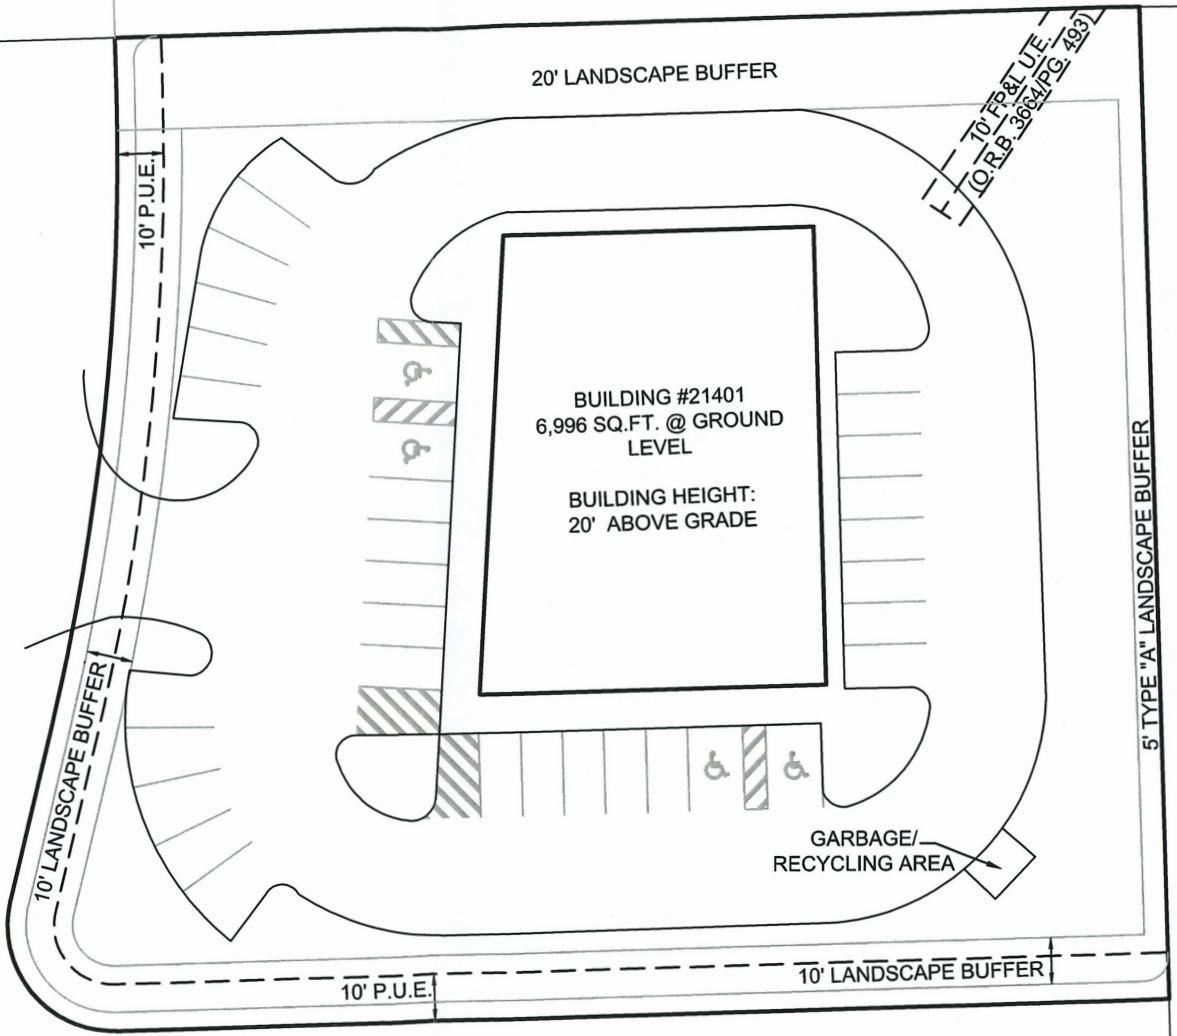 20' LANDSCAPE BUFFER
10' FP&L U.E.
(O.R.B. 3664/PG. 493)
10' P.U.E.
BUILDING #21401
6,996 SQ.FT. @ GROUND
LEVEL
BUILDING HEIGHT:
20' ABOVE GRADE
5' TYPE "A" LANDSCAPE BUFFER
10' LANDSCAPE BUFFER
GARBAGE/
RECYCLING AREA
10' LANDSCAPE BUFFER
10' P.U.E.